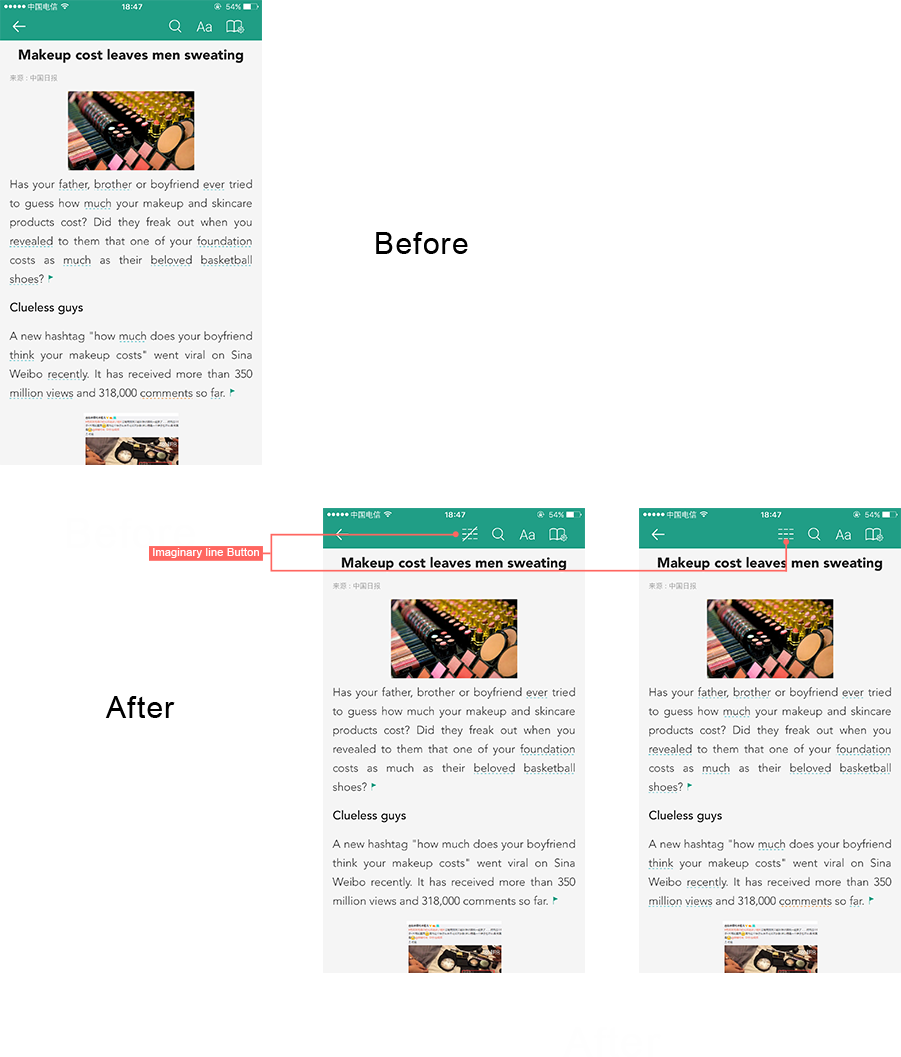 中国电信 18:47 54%
Aa
Makeup cost leaves men sweating
来源：中国日报
Has your father, brother or boyfriend ever tried
to guess how much your makeup and skincare
products cost? Did they freak out when you
revealed to them that one of your foundation
costs as much as their beloved basketball
shoes?
Clueless guys
A new hashtag "how much does your boyfriend
think your makeup costs" went viral on Sina
Weibo recently. It has received more than 350
million views and 318,000 comments so far.
Before
After
Imaginary line Button
中国电信 18:47 54%
Aa
Makeup cost leaves men sweating
来源：中国日报
Has your father, brother or boyfriend ever tried
to guess how much your makeup and skincare
products cost? Did they freak out when you
revealed to them that one of your foundation
costs as much as their beloved basketball
shoes?
Clueless guys
A new hashtag "how much does your boyfriend
think your makeup costs" went viral on Sina
Weibo recently. It has received more than 350
million views and 318,000 comments so far.
中国电信 18:47 54%
Aa
Makeup cost leaves men sweating
来源：中国日报
Has your father, brother or boyfriend ever tried
to guess how much your makeup and skincare
products cost? Did they freak out when you
revealed to them that one of your foundation
costs as much as their beloved basketball
shoes?
Clueless guys
A new hashtag "how much does your boyfriend
think your makeup costs" went viral on Sina
Weibo recently. It has received more than 350
million views and 318,000 comments so far.